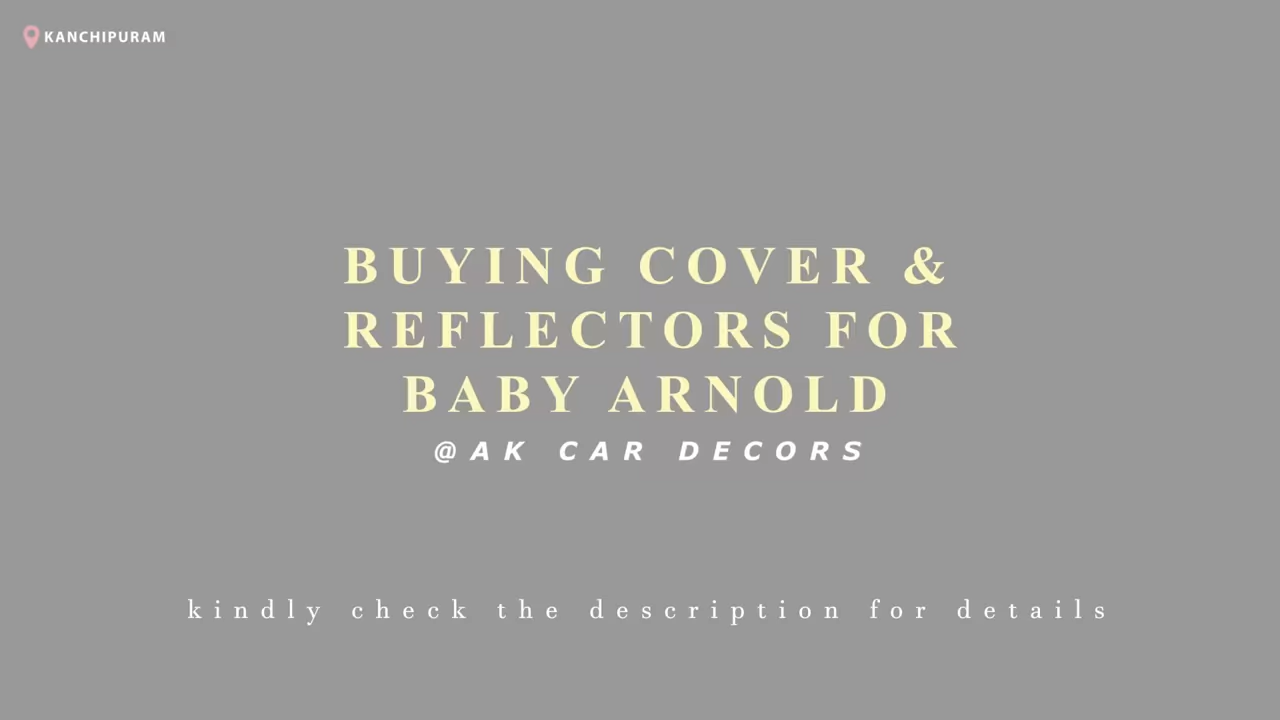 KANCHIPURAM
BUYING COVER &
REFLECTORS FOR
BABY ARNOLD
@AK CAR DECORS
kindly check the description for details